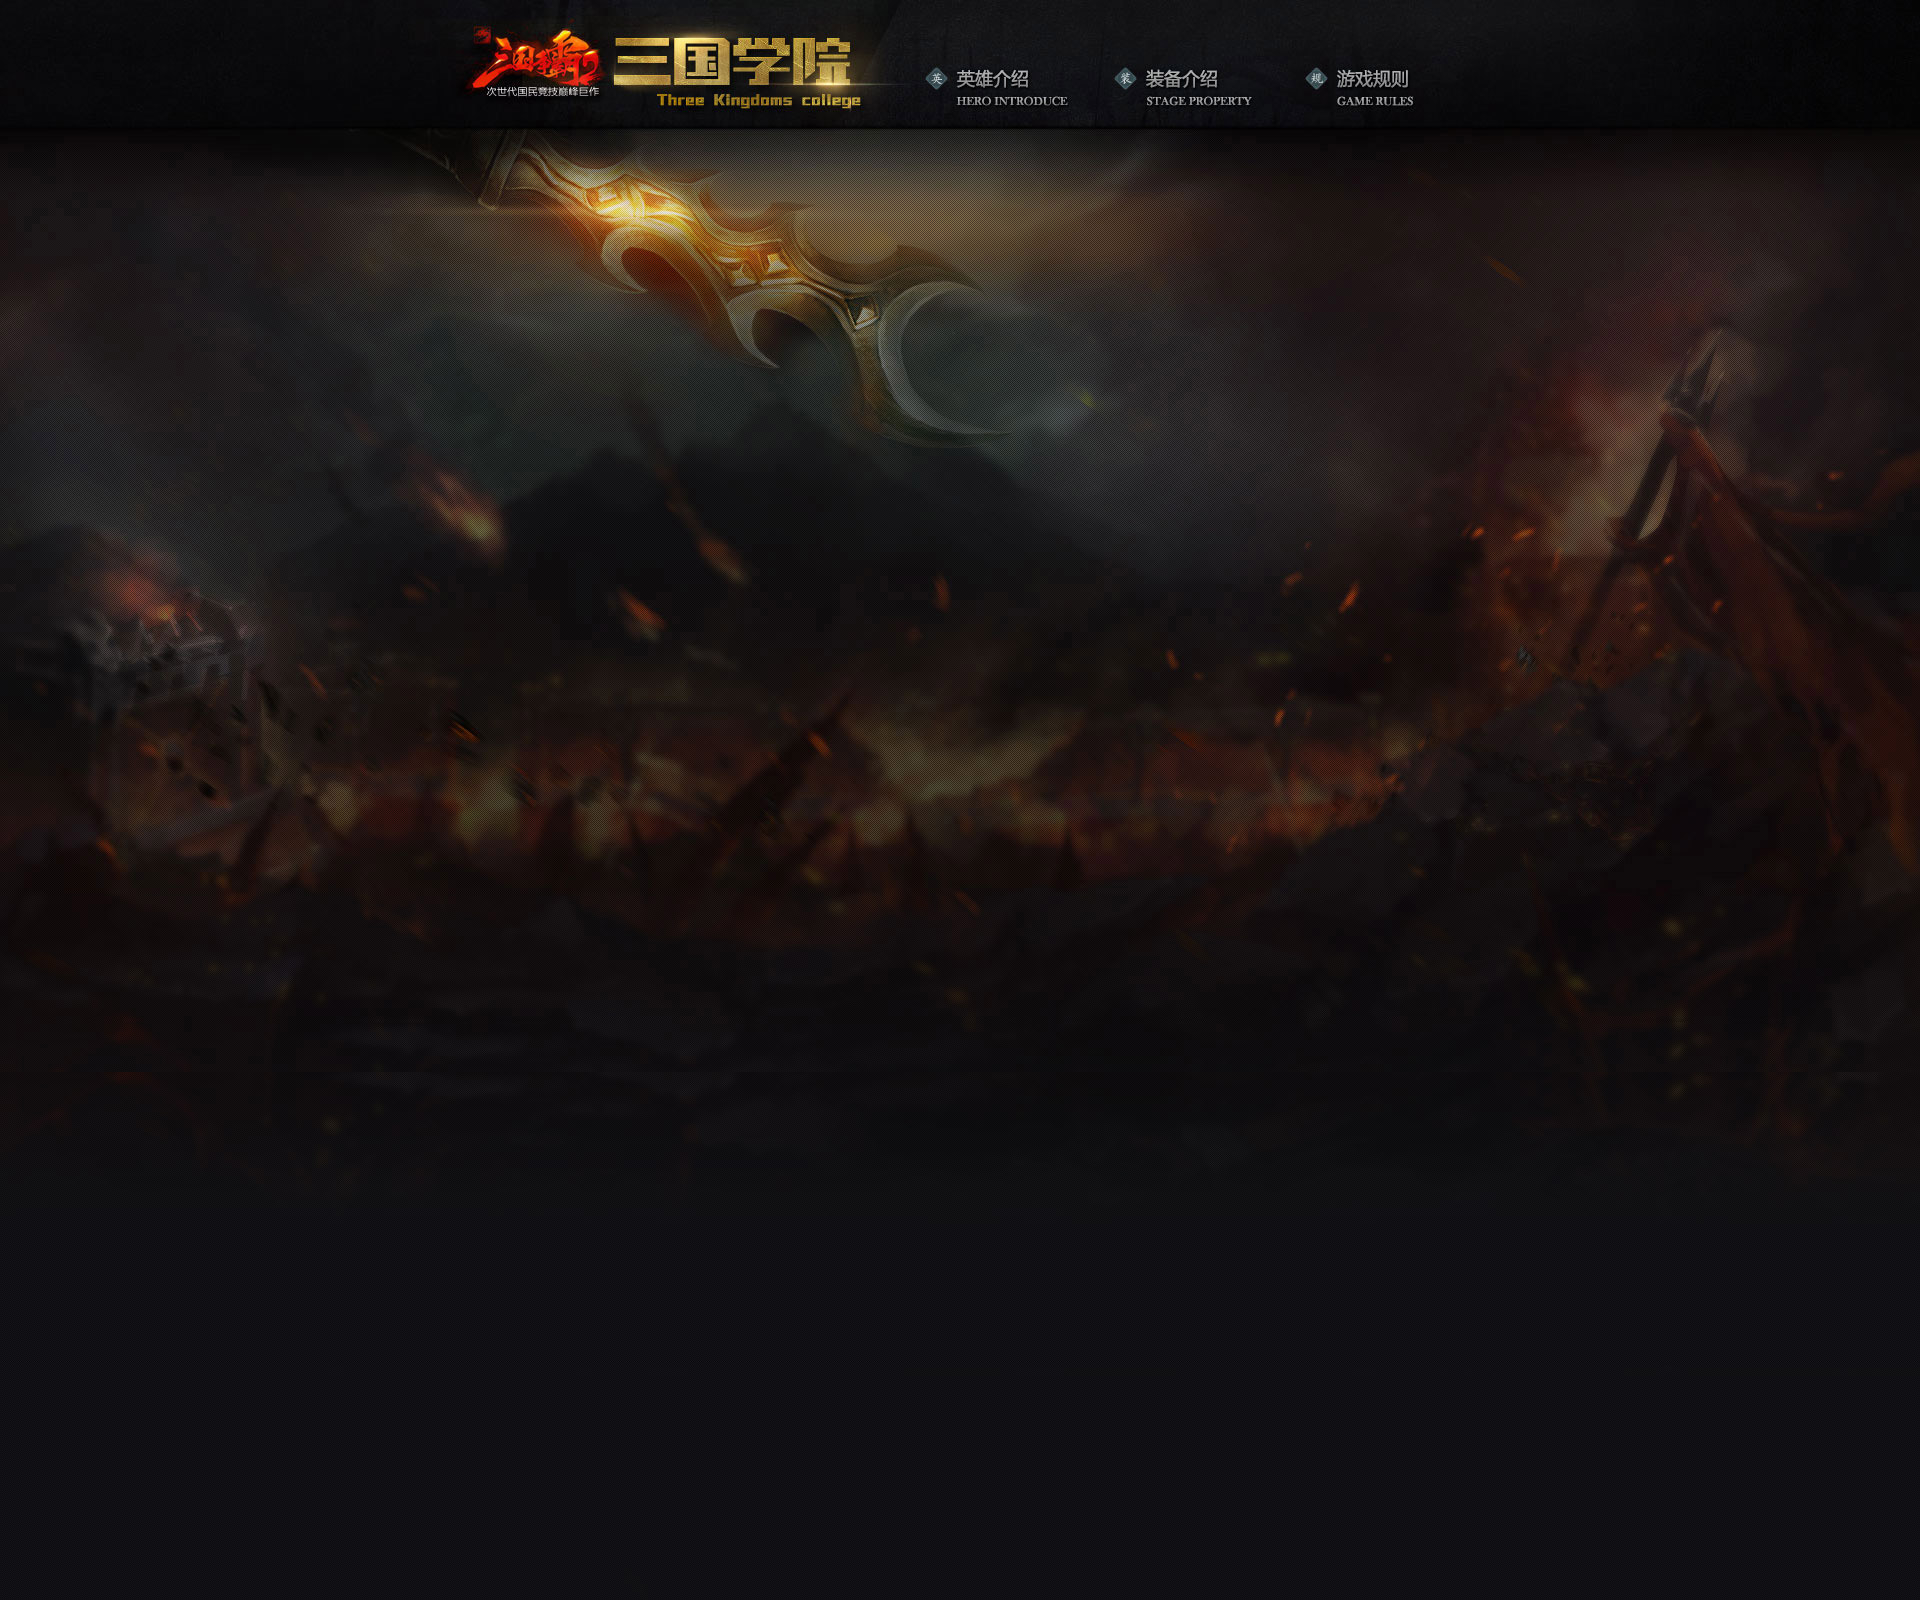 三国争霸2
次世代国民竞技巅峰巨作
三国学院
Three Kingdoms college
英 英雄介绍
HERO INTRODUCE
装 装备介绍
STAGE PROPERTY
规 游戏规则
GAME RULES